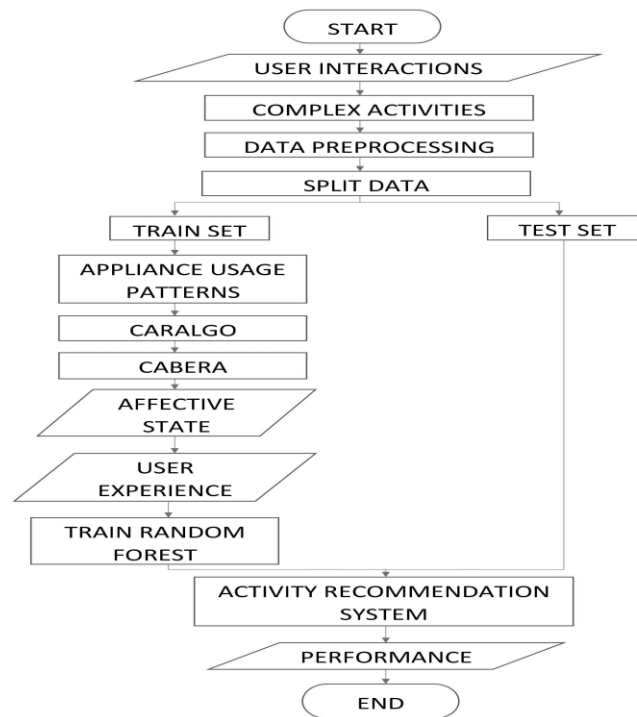 START
USER INTERACTIONS
COMPLEX ACTIVITIES
DATA PREPROCESSING
SPLIT DATA
TRAIN SET
TEST SET
APPLIANCE USAGE
PATTERNS
CARALGO
CABERA
AFFECTIVE
STATE
USER
EXPERIENCE
TRAIN RANDOM
FOREST
ACTIVITY RECOMMENDATION
SYSTEM
PERFORMANCE
END